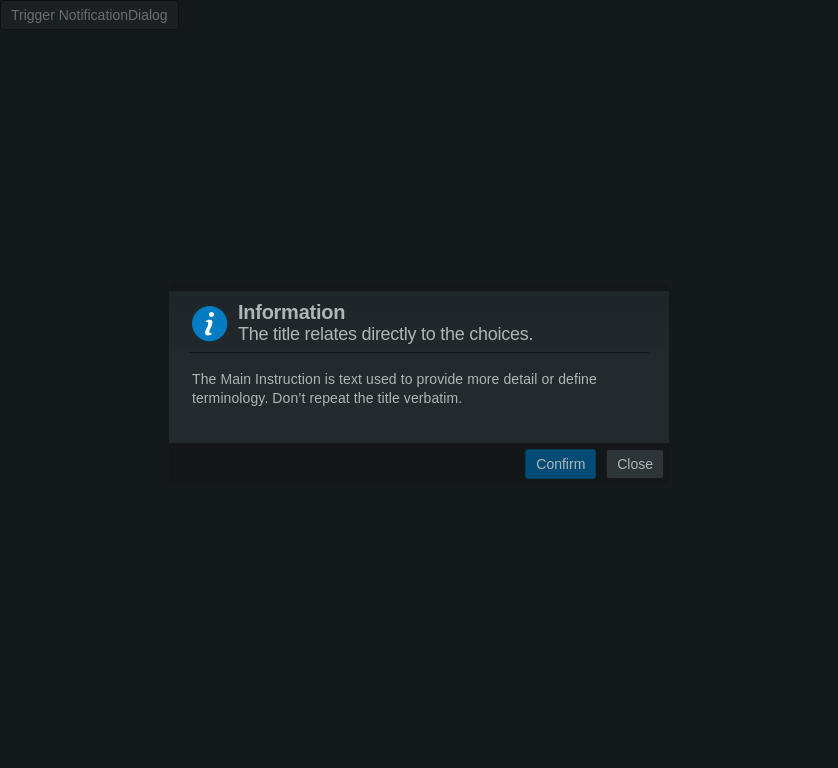 Trigger NotificationDialog
Information
The title relates directly to the choices.
The Main Instruction is text used to provide more detail or define
terminology. Don't repeat the title verbatim.
Confirm Close